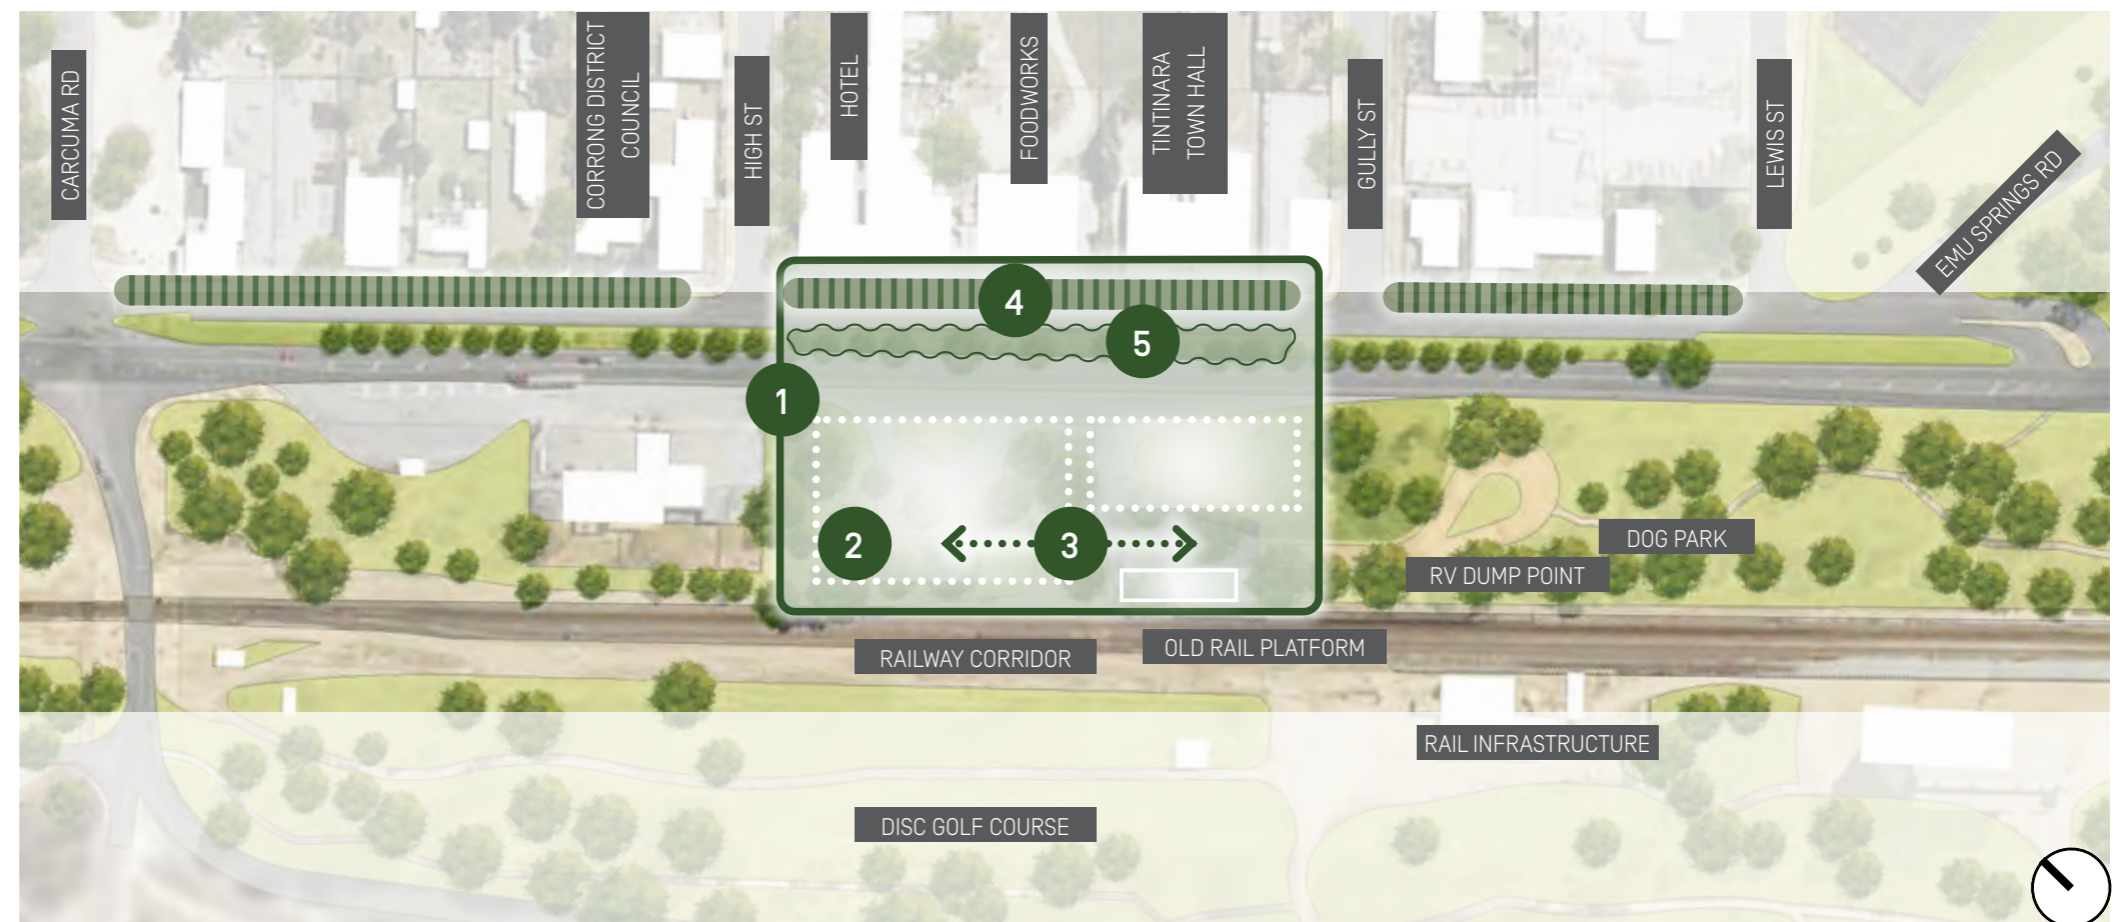 CARCUMA RD
CORRONG DISTRICT
COUNCIL
HIGH ST
HOTEL
FOODWORKS
TINTINARA
TOWN HALL
GULLY ST
LEWIS ST
EMU SPRINGS RD
4
5
1
2
3
DOG PARK
RV DUMP POINT
RAILWAY CORRIDOR
OLD RAIL PLATFORM
RAIL INFRASTRUCTURE
DISC GOLF COURSE